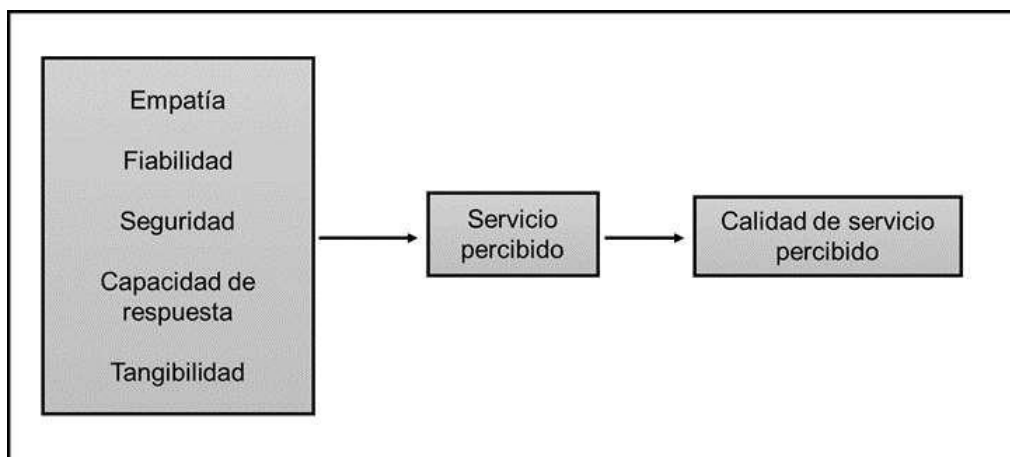 Empatía
Fiabilidad
Seguridad
Capacidad de
respuesta
Tangibilidad
Servicio
percibido
Calidad de servicio
percibido